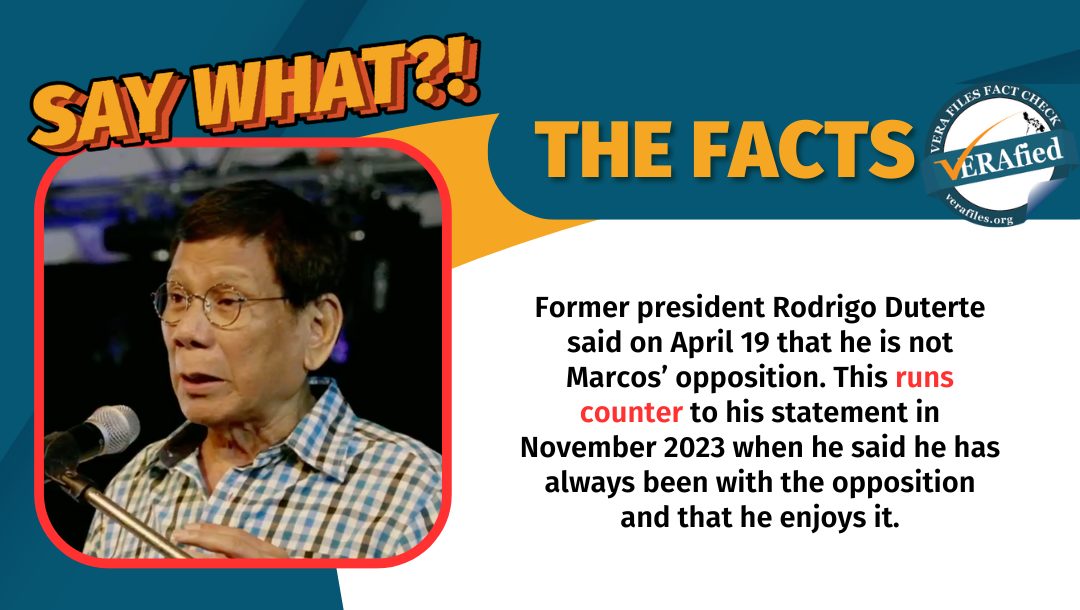 SAY WHAT?!
THE FACTS
VERA FILES FACT CHECK
VERAfied
verafiles.org
Former president Rodrigo Duterte
said on April 19 that he is not
Marcos’ opposition. This runs
counter to his statement in
November 2023 when he said he has
always been with the opposition
and that he enjoys it.